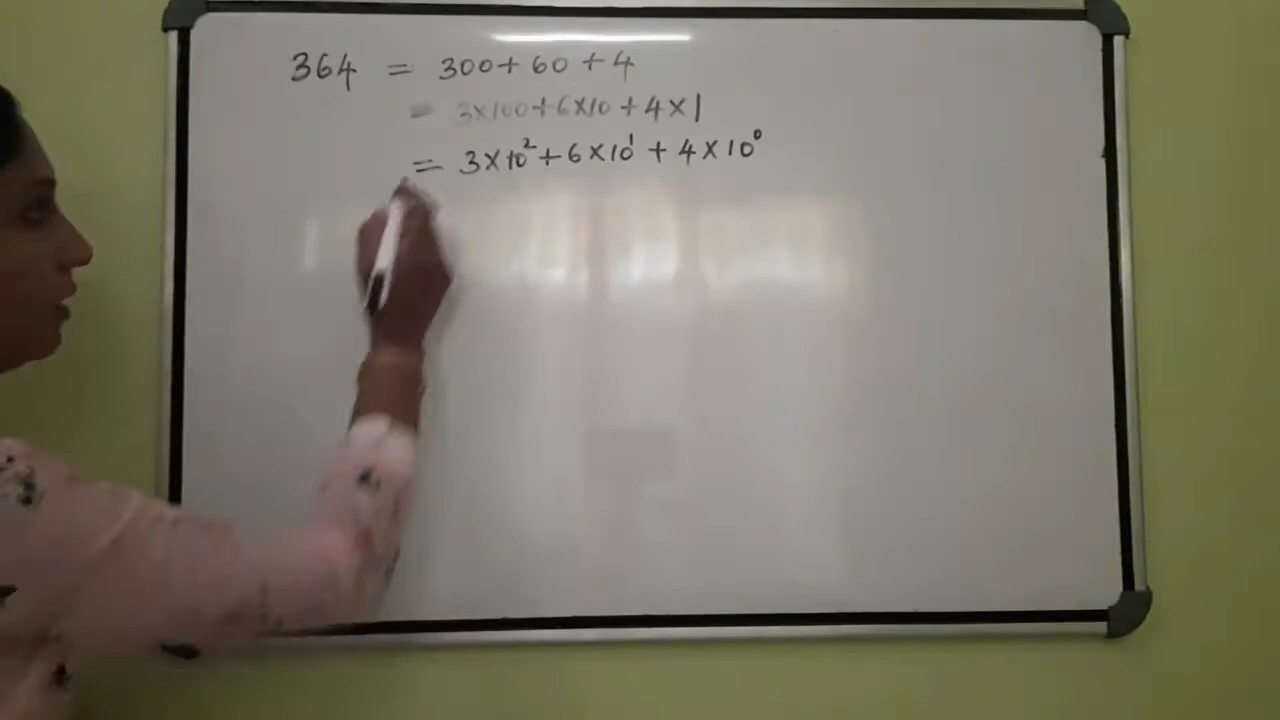 364 = 300 + 60 + 4
= 3×100 + 6×10 + 4×1
= 3×10² + 6×10¹ + 4×10⁰